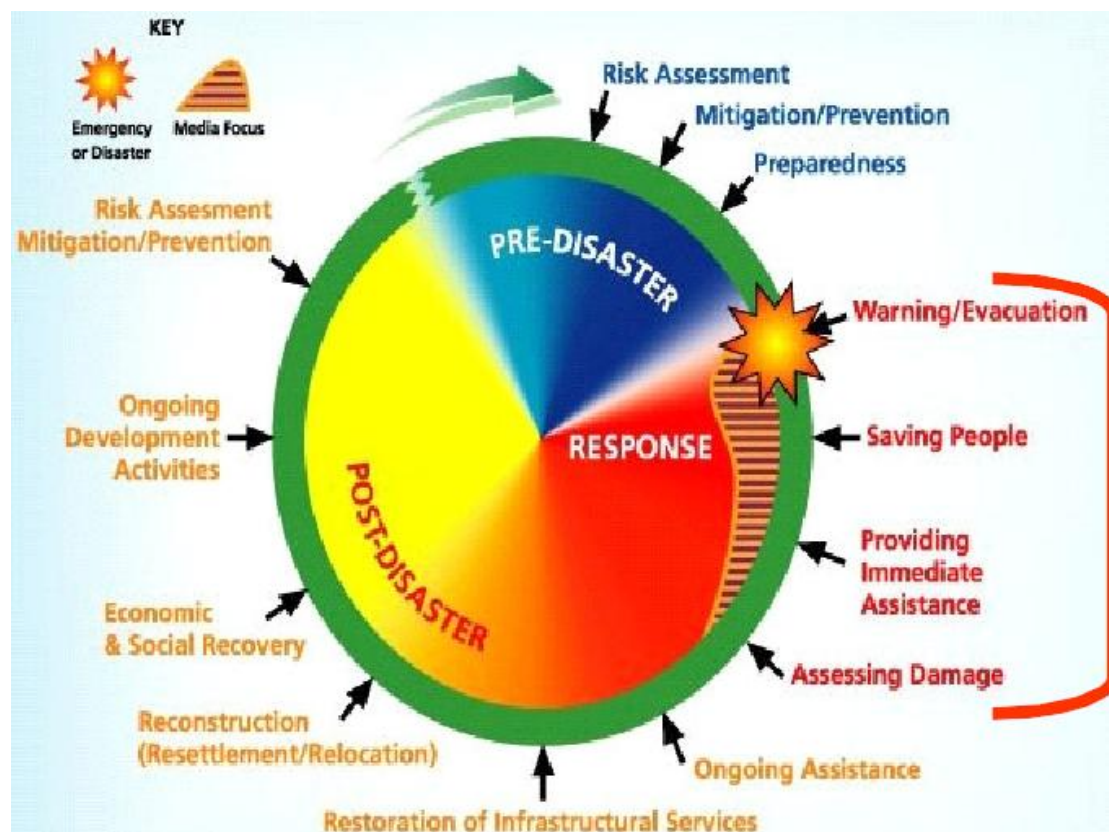 KEY
Emergency
or Disaster
Media Focus
Risk Assessment
Mitigation/Prevention
Preparedness
Warning/Evacuation
Saving People
Providing
Immediate
Assistance
Assessing Damage
Ongoing Assistance
Restoration of Infrastructural Services
Reconstruction
(Resettlement/Relocation)
Economic
& Social Recovery
Ongoing
Development
Activities
Risk Assesment
Mitigation/Prevention
PRE-DISASTER
RESPONSE
POST-DISASTER